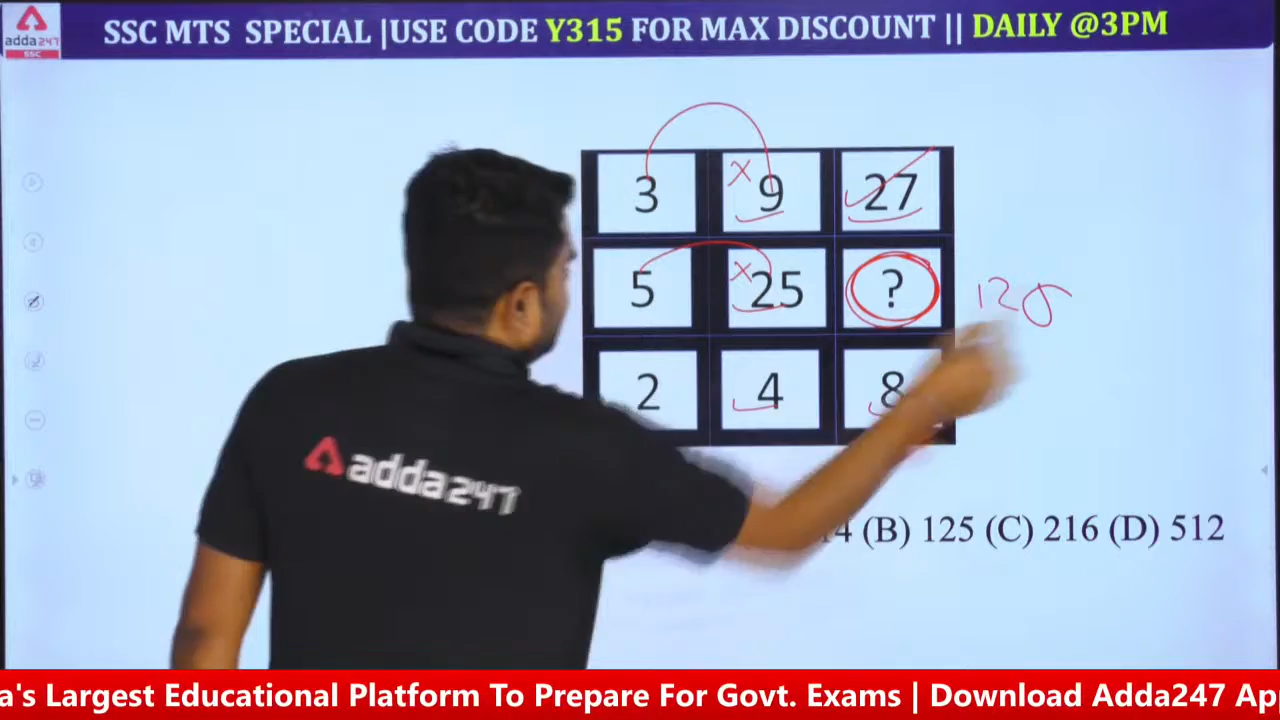 SSC MTS SPECIAL |USE CODE Y315 FOR MAX DISCOUNT || DAILY @3PM
adda247
SSC
3 × 9 27
5 × 25 ? 125
2 4 8
adda247
4 (B) 125 (C) 216 (D) 512
a's Largest Educational Platform To Prepare For Govt. Exams | Download Adda247 Ap